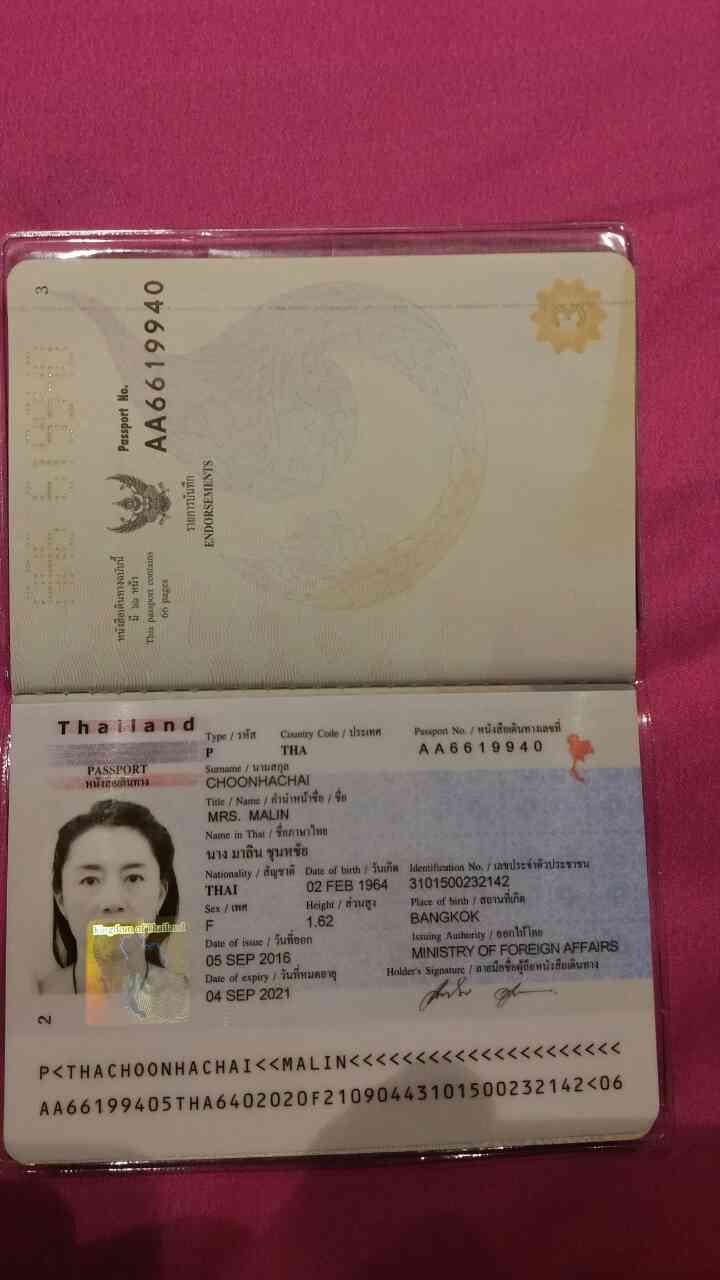 3
Passport No.
AA6619940
รายการบันทึก
ENDORSEMENTS
หนังสือเดินทางฉบับนี้
มี ๖๖ หน้า
This passport contains
66 pages
3
Thailand
PASSPORT
หนังสือเดินทาง
Type / รหัส Country Code / ประเทศ Passport No. / หนังสือเดินทางเลขที่
P THA AA6619940
Surname / นามสกุล
CHOONHACHAI
Title / Name / คำนำหน้าชื่อ / ชื่อ
MRS. MALIN
Name in Thai / ชื่อภาษาไทย
นาง มาลิน ชุนหชัย
Nationality / สัญชาติ Date of birth / วันเกิด Identification No. / เลขประจำตัวประชาชน
THAI 02 FEB 1964 3101500232142
Sex / เพศ Height / ส่วนสูง Place of birth / สถานที่เกิด
F 1.62 BANGKOK
Date of issue / วันที่ออก Issuing Authority / ออกให้โดย
05 SEP 2016 MINISTRY OF FOREIGN AFFAIRS
Date of expiry / วันที่หมดอายุ Holder's Signature / ลายมือชื่อผู้ถือหนังสือเดินทาง
04 SEP 2021
kingdom of Thailand
2
P<THACHOONHACHAI<<MALIN<<<<<<<<<<<<<<<<<<<<<
AA66199405THA6402020F21090443101500232142<06